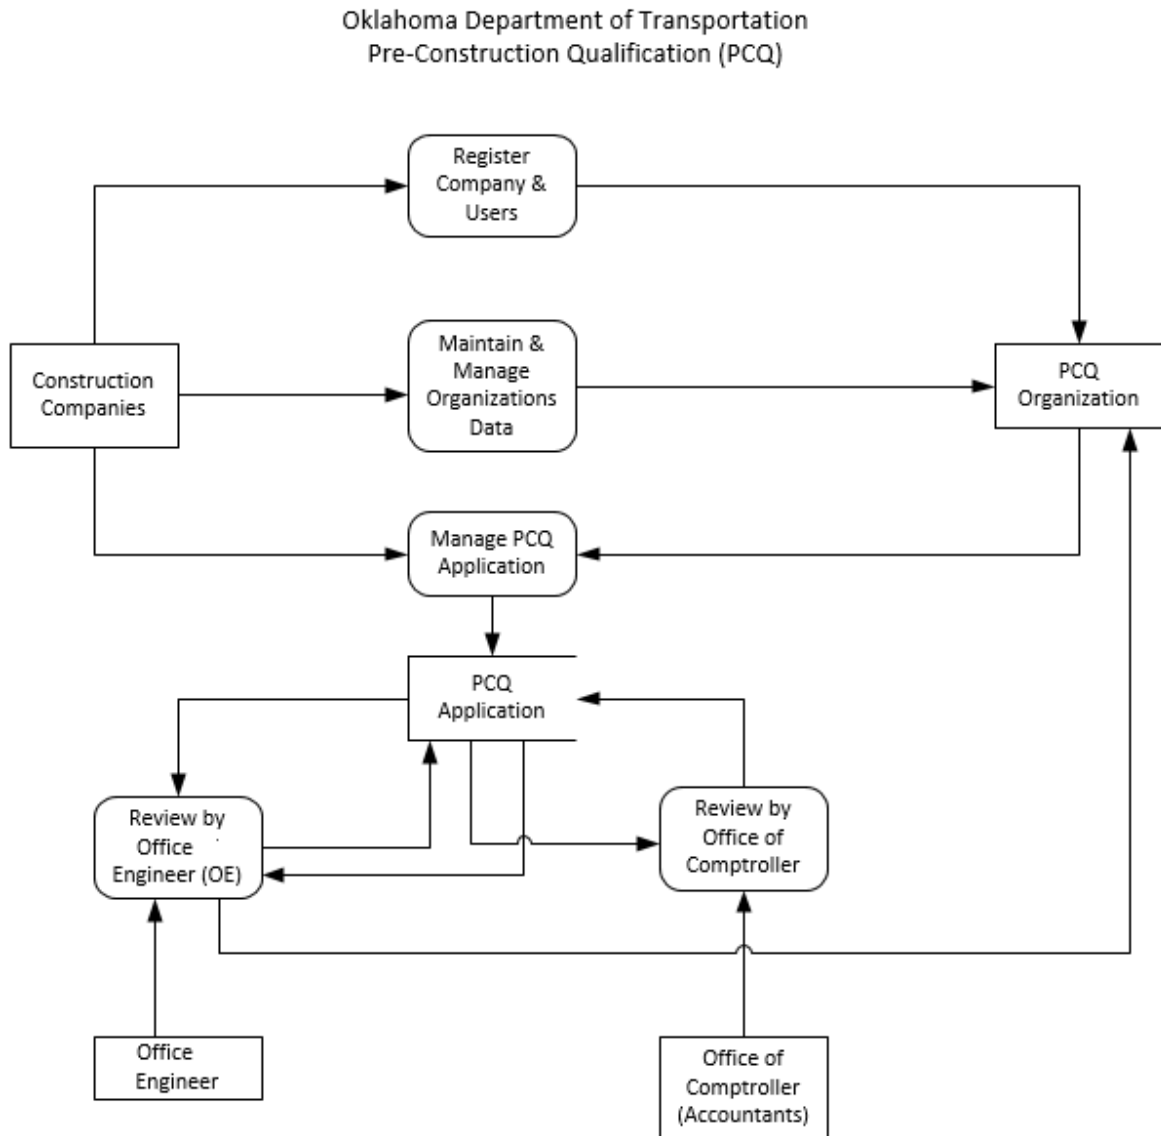 Oklahoma Department of Transportation
Pre-Construction Qualification (PCQ)
Register
Company &
Users
Maintain &
Manage
Organizations
Data
Construction
Companies
PCQ
Organization
Manage PCQ
Application
PCQ
Application
Review by
Office
Engineer (OE)
Review by
Office of
Comptroller
Office
Engineer
Office of
Comptroller
(Accountants)